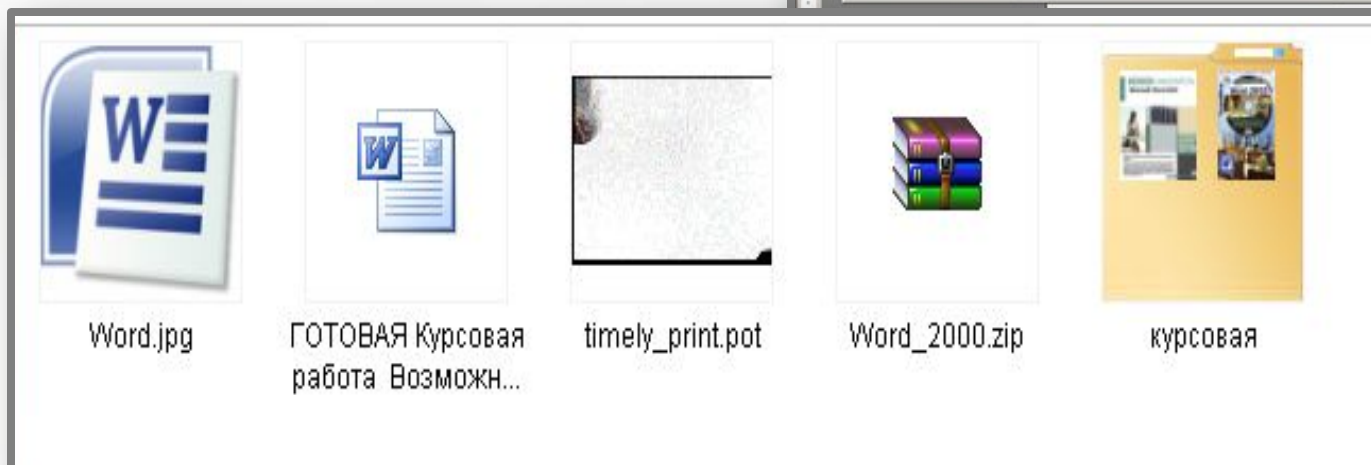 Word.jpg
ГОТОВАЯ Курсовая
работа Возможн...
timely_print.pot
Word_2000.zip
курсовая